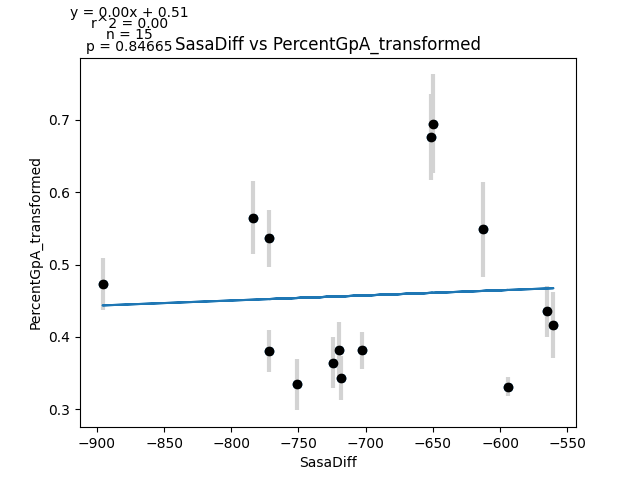 y = 0.00x + 0.51
r^2 = 0.00
n = 15
p = 0.84665
SasaDiff vs PercentGpA_transformed
PercentGpA_transformed
0.7
0.6
0.5
0.4
0.3
−900
−850
−800
−750
−700
−650
−600
−550
SasaDiff